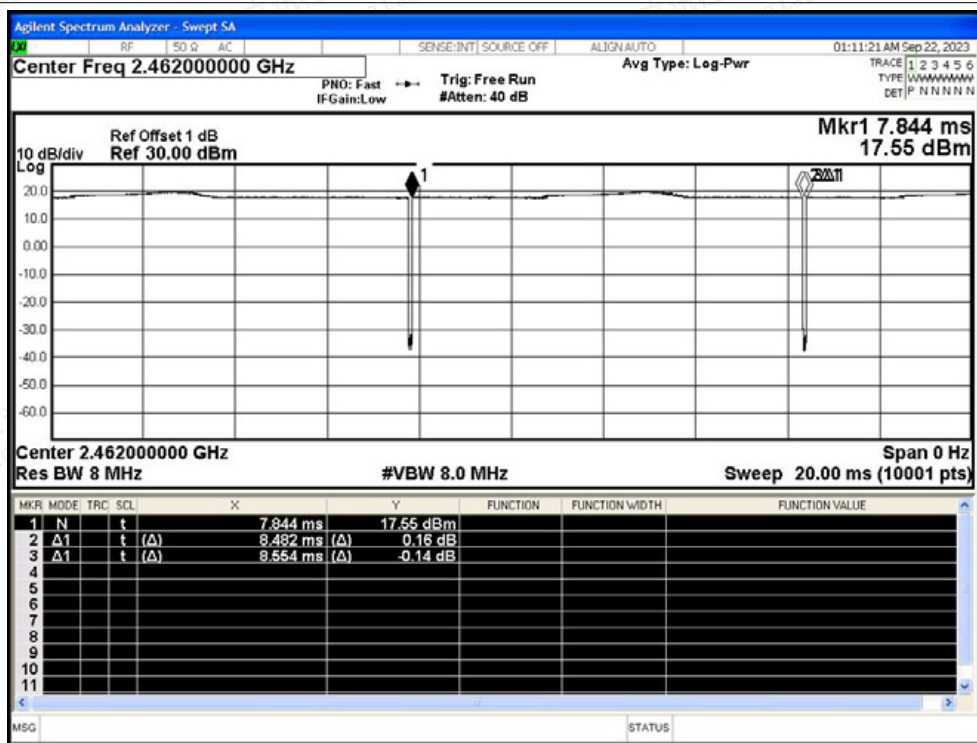 Agilent Spectrum Analyzer - Swept SA
RF 50 Ω AC SENSE:INT SOURCE OFF ALIGN AUTO 01:11:21 AM Sep 22, 2023
Center Freq 2.462000000 GHz
PNO: Fast
IFGain:Low
Trig: Free Run
#Atten: 40 dB
Avg Type: Log-Pwr
TRACE 1 2 3 4 5 6
TYPE WWWWWW
DET P N N N N N
Mkr1 7.844 ms
17.55 dBm
Ref Offset 1 dB
10 dB/div Ref 30.00 dBm
Log
1
20.0
10.0
0.00
-10.0
-20.0
-30.0
-40.0
-50.0
-60.0
Center 2.462000000 GHz Span 0 Hz
Res BW 8 MHz #VBW 8.0 MHz Sweep 20.00 ms (10001 pts)
MKR MODE TRC SCL X Y FUNCTION FUNCTION WIDTH FUNCTION VALUE
1 N t 7.844 ms 17.55 dBm
2 Δ1 t (Δ) 8.482 ms (Δ) 0.16 dB
3 Δ1 t (Δ) 8.554 ms (Δ) -0.14 dB
4
5
6
7
8
9
10
11
MSG STATUS